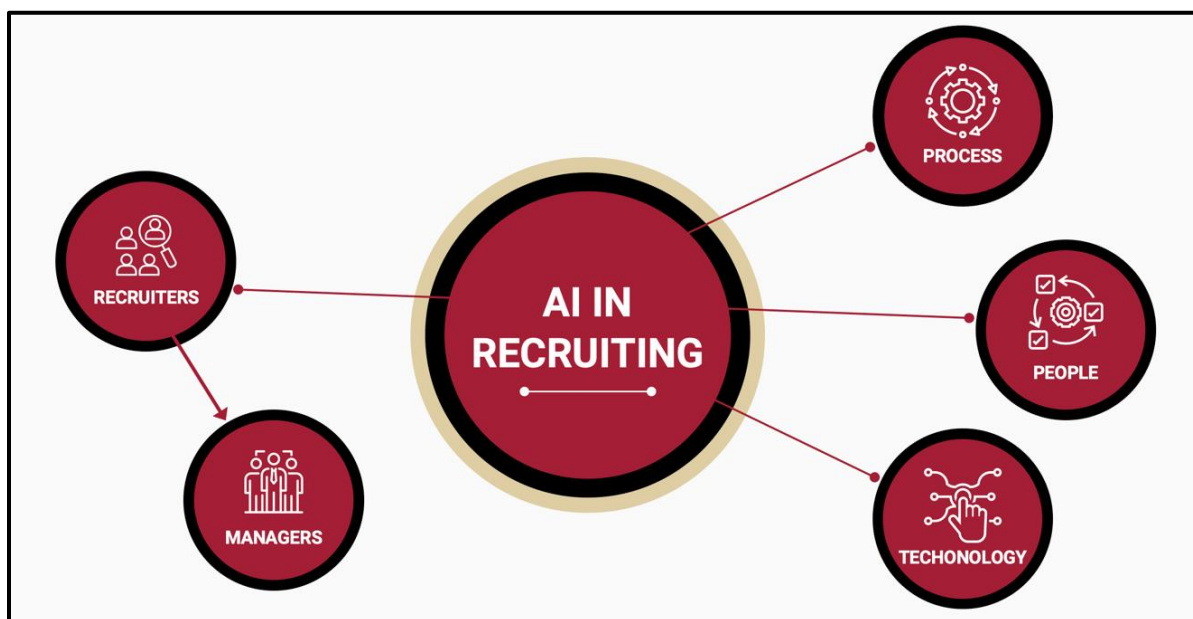 RECRUITERS
MANAGERS
AI IN
RECRUITING
PROCESS
PEOPLE
TECHONOLOGY